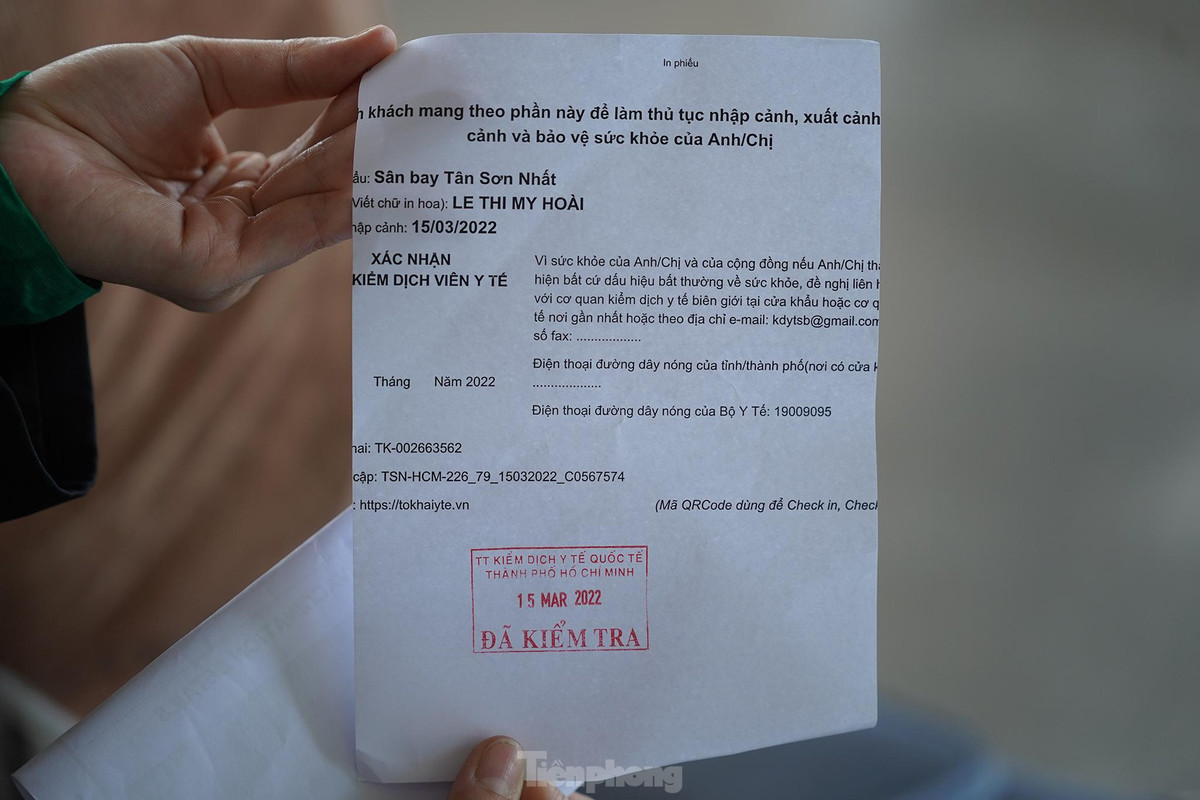 In phiếu
h khách mang theo phần này để làm thủ tục nhập cảnh, xuất cảnh
cảnh và bảo vệ sức khỏe của Anh/Chị
ẩu: Sân bay Tân Sơn Nhất
Viết chữ in hoa): LE THI MY HOÀI
hập cảnh: 15/03/2022
XÁC NHẬN
KIỂM DỊCH VIÊN Y TẾ
Tháng Năm 2022
Vì sức khỏe của Anh/Chị và của cộng đồng nếu Anh/Chị thấ
hiện bất cứ dấu hiệu bất thường về sức khỏe, đề nghị liên h
với cơ quan kiểm dịch y tế biên giới tại cửa khẩu hoặc cơ q
tế nơi gần nhất hoặc theo địa chỉ e-mail: kdytsb@gmail.com
số fax: ..................
Điện thoại đường dây nóng của tỉnh/thành phố(nơi có cửa k
...................
Điện thoại đường dây nóng của Bộ Y Tế: 19009095
hai: TK-002663562
cập: TSN-HCM-226_79_15032022_C0567574
: https://tokhaiyte.vn
(Mã QRCode dùng để Check in, Check
TT KIỂM DỊCH Y TẾ QUỐC TẾ
THÀNH PHỐ HỒ CHÍ MINH
15 MAR 2022
ĐÃ KIỂM TRA
Tiềnphong